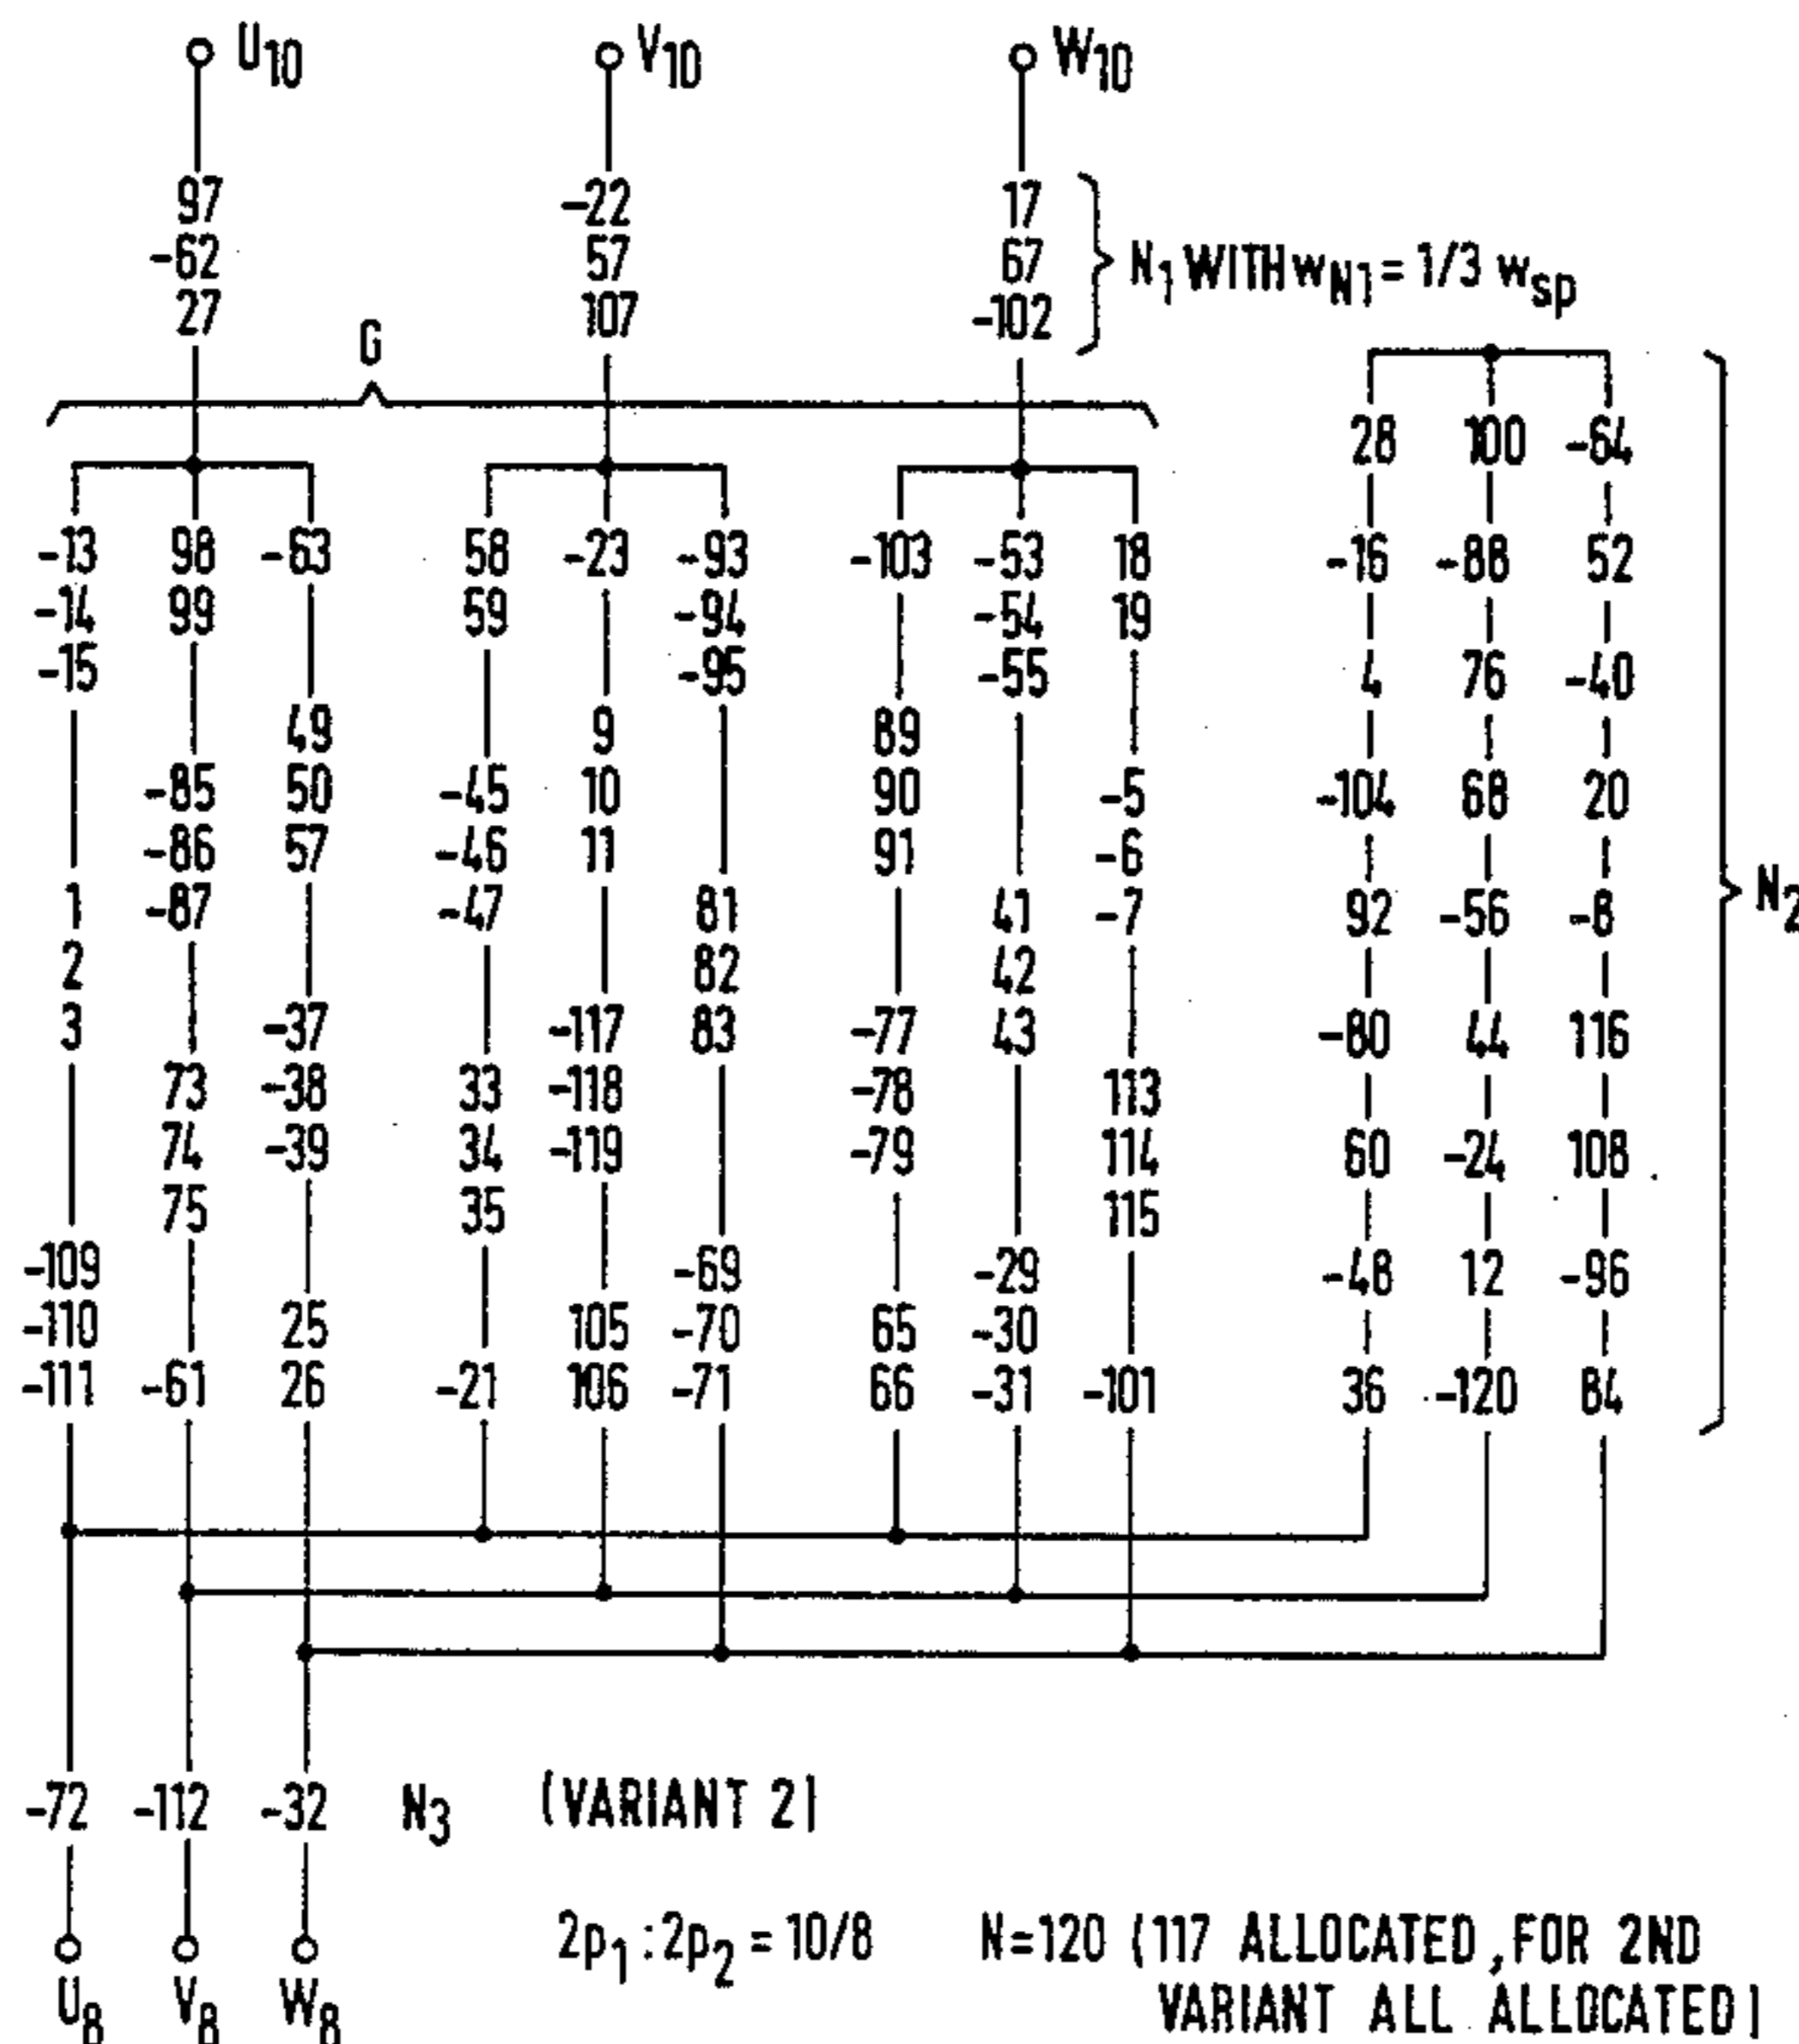 U10 V10 W10
97 -22 17
-62 57 67
27 107 -102
N1 WITH wN1 = 1/3 wsp
G
28 100 -64
-13 98 -63 58 -23 -93 -103 -53 18 -16 -88 52
-14 99 59 -94 -54 19
-15 -95 -55 4 76 -40
49 9 89
-85 50 -45 10 90 -5 -104 68 20
-86 57 -46 11 91 -6
1 -87 -47 81 41 -7 92 -56 -8
N2
2 82 42
3 -37 -117 83 -77 43 -80 44 116
73 -38 33 -118 -78 113
74 -39 34 -119 -79 114 60 -24 108
75 35 115
-109 -69 -29 -48 12 -96
-110 25 105 -70 65 -30
-111 -61 26 -21 106 -71 66 -31 -101 36 -120 84
-72 -112 -32 N3 (VARIANT 2)
2p1 : 2p2 = 10/8 N=120 (117 ALLOCATED, FOR 2ND
VARIANT ALL ALLOCATED)
U8 V8 W8